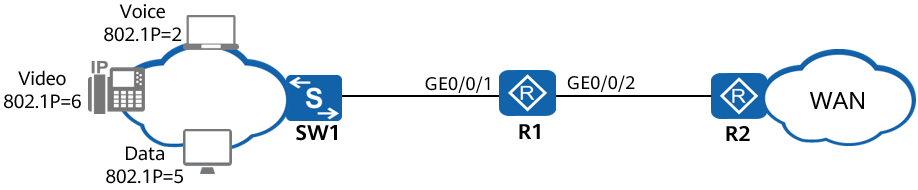 Voice
802.1P=2
IP
Video
802.1P=6
Data
802.1P=5
S
SW1
GE0/0/1
R
R1
GE0/0/2
R
R2
WAN